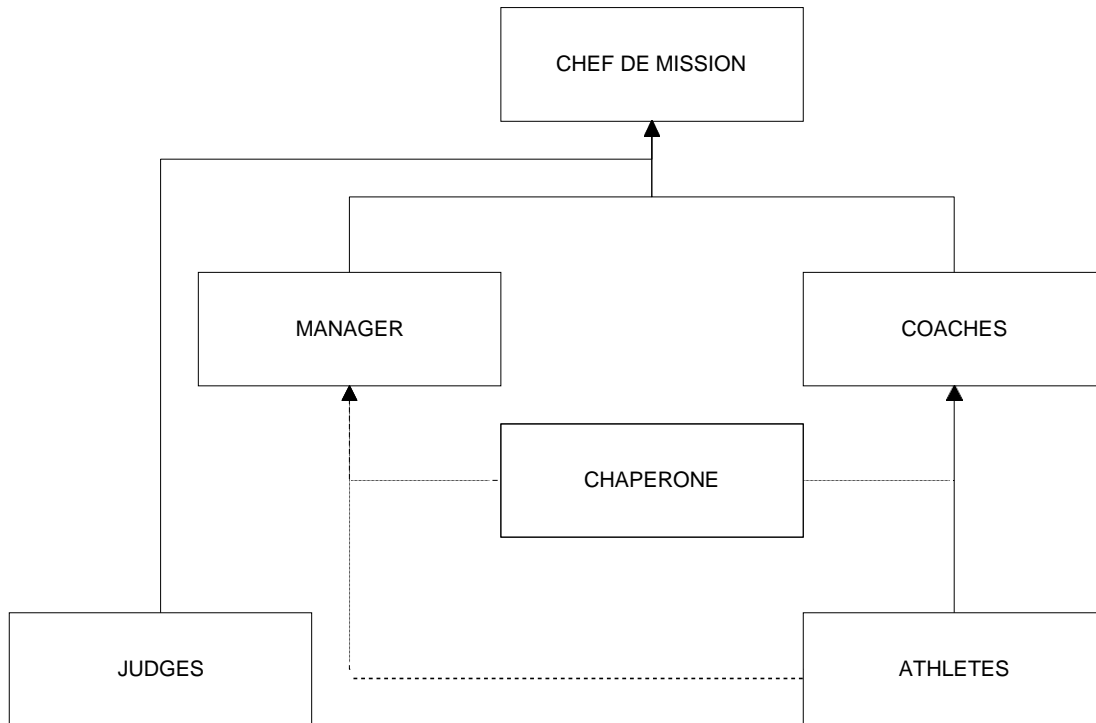 CHEF DE MISSION
MANAGER
COACHES
CHAPERONE
JUDGES
ATHLETES